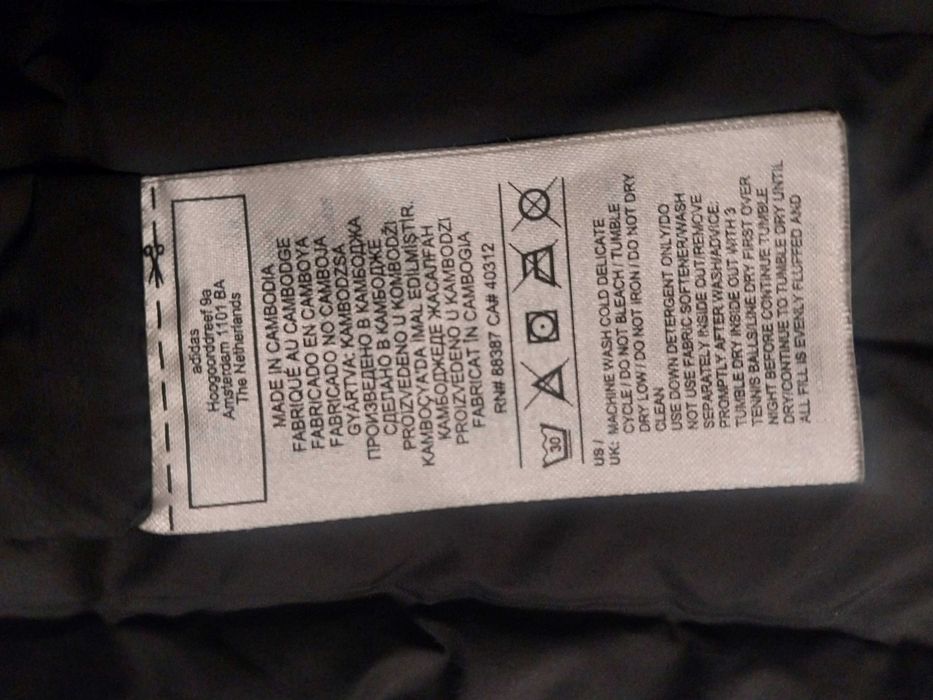 adidas
Hoogoorddreef 9a
Amsterdam 1101 BA
The Netherlands
MADE IN CAMBODIA
FABRIQUÉ AU CAMBODGE
FABRICADO EN CAMBOYA
FABRICADO NO CAMBOJA
GYÁRTVA: KAMBODZSA
ПРОИЗВЕДЕНО В КАМБОДЖА
СДЕЛАНО В КАМБОДЖЕ
PROIZVEDENO U KOMBODŽI
KAMBOÇYA'DA İMAL EDİLMİŞTİR.
КАМБОДЖЕДЕ ЖАСАЛҒАН
PROIZVEDENO U KAMBODZI
FABRICAT ÎN CAMBOGIA
RN# 88387 CA# 40312
30
US /
UK: MACHINE WASH COLD DELICATE
CYCLE / DO NOT BLEACH / TUMBLE
DRY LOW / DO NOT IRON / DO NOT DRY
CLEAN
USE DOWN DETERGENT ONLY/DO
NOT USE FABRIC SOFTENER/WASH
SEPARATELY INSIDE OUT/REMOVE
PROMPTLY AFTER WASH/ADVICE:
TUMBLE DRY INSIDE OUT WITH 3
TENNIS BALLS/LINE DRY FIRST OVER
NIGHT BEFORE CONTINUE TUMBLE
DRY/CONTINUE TO TUMBLE DRY UNTIL
ALL FILL IS EVENLY FLUFFED AND